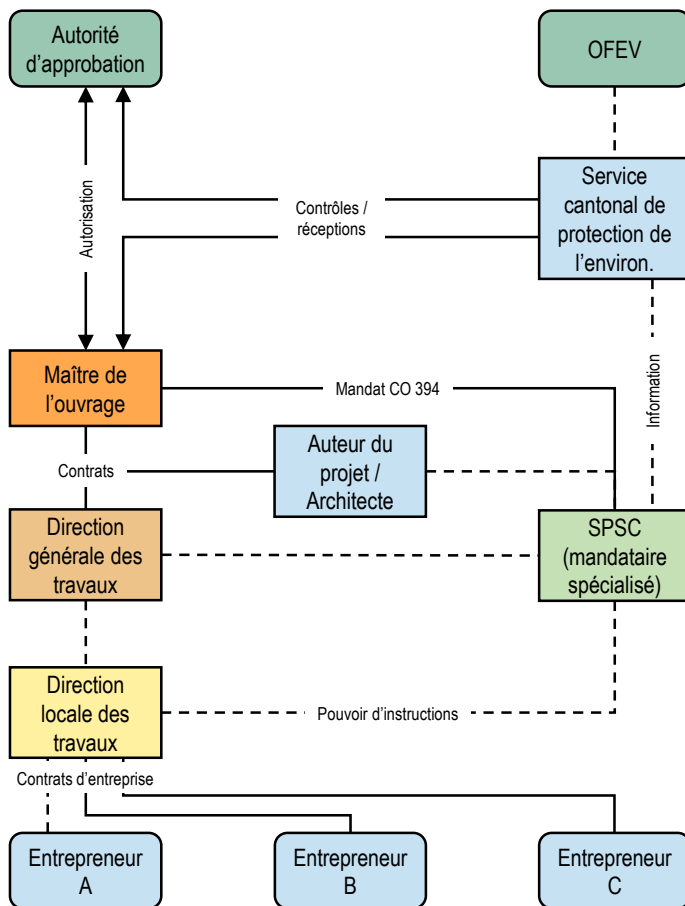 Autorité
d'approbation
OFEV
Autorisation
Contrôles /
réceptions
Service
cantonal de
protection de
l'environ.
Maître de
l'ouvrage
Mandat CO 394
Information
Contrats
Auteur du
projet /
Architecte
Direction
générale des
travaux
SPSC
(mandataire
spécialisé)
Direction
locale des
travaux
Pouvoir d'instructions
Contrats d'entreprise
Entrepreneur
A
Entrepreneur
B
Entrepreneur
C